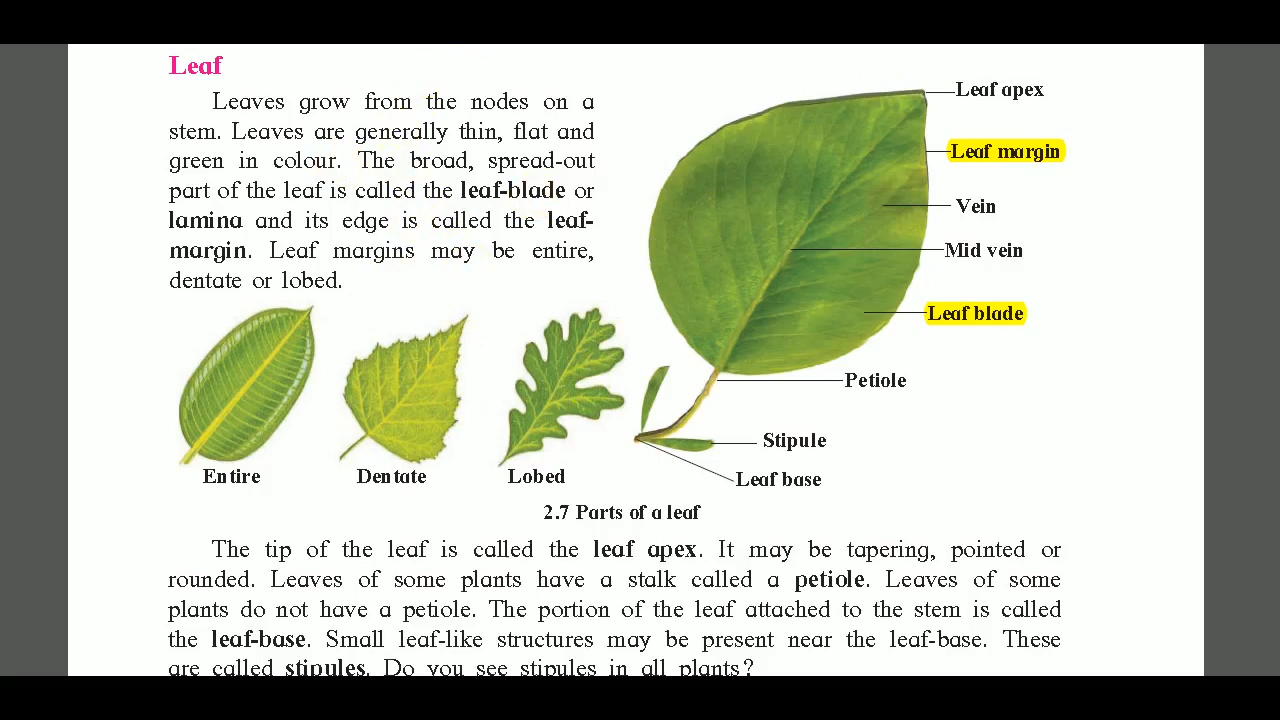 Leaf
Leaves grow from the nodes on a
stem. Leaves are generally thin, flat and
green in colour. The broad, spread-out
part of the leaf is called the leaf-blade or
lamina and its edge is called the leaf-
margin. Leaf margins may be entire,
dentate or lobed.
Leaf apex
Leaf margin
Vein
Mid vein
Leaf blade
Petiole
Stipule
Leaf base
Entire
Dentate
Lobed
2.7 Parts of a leaf
The tip of the leaf is called the leaf apex. It may be tapering, pointed or
rounded. Leaves of some plants have a stalk called a petiole. Leaves of some
plants do not have a petiole. The portion of the leaf attached to the stem is called
the leaf-base. Small leaf-like structures may be present near the leaf-base. These
are called stipules. Do you see stipules in all plants?